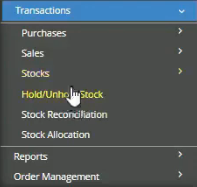 Transactions
Purchases
Sales
Stocks
Hold/Unhold Stock
Stock Reconciliation
Stock Allocation
Reports
Order Management